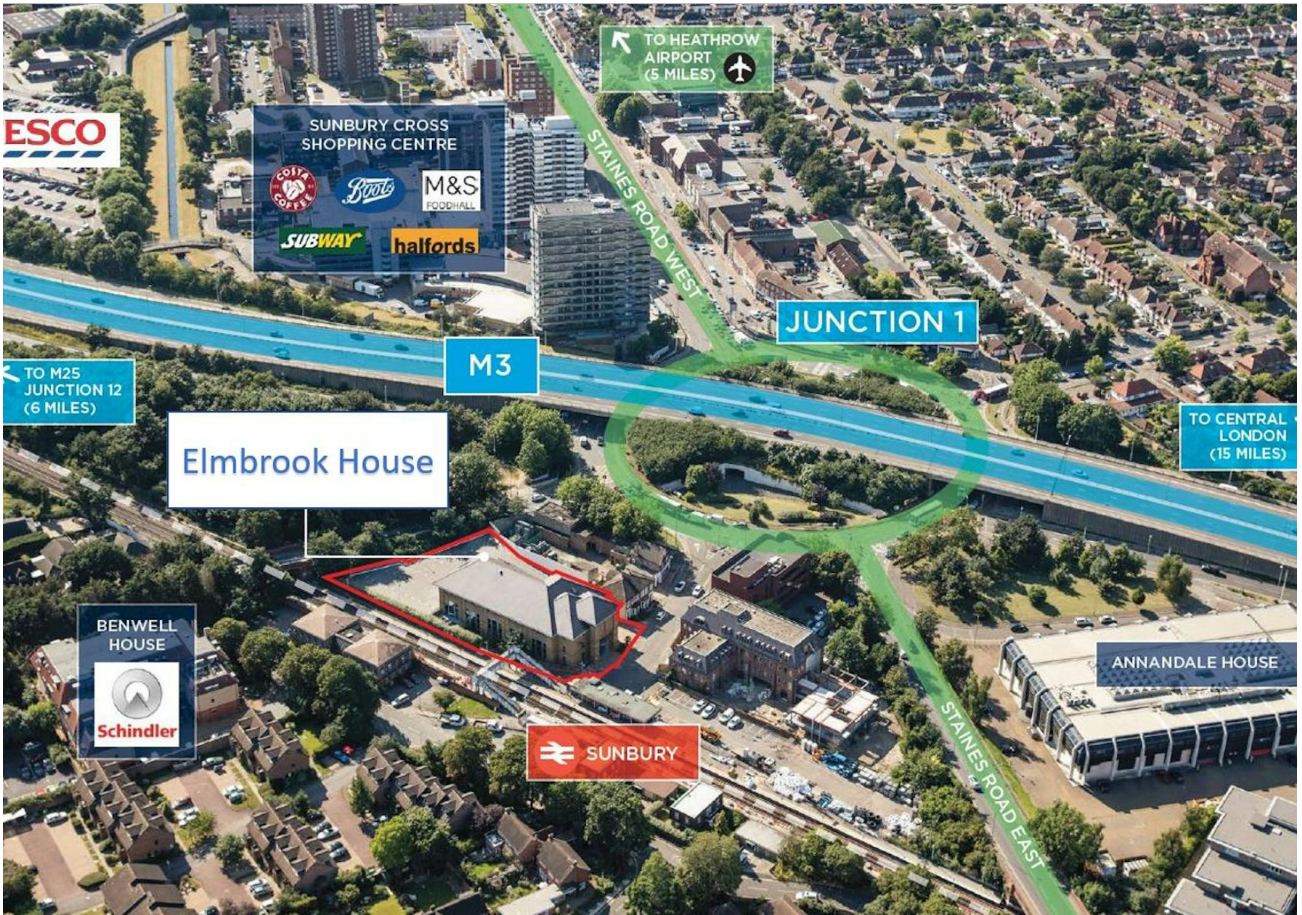 TO HEATHROW
AIRPORT
(5 MILES)
ESCO
SUNBURY CROSS
SHOPPING CENTRE
COSTA
COFFEE
Boots
M&S
FOODHALL
SUBWAY
halfords
STAINES ROAD WEST
JUNCTION 1
M3
TO M25
JUNCTION 12
(6 MILES)
TO CENTRAL
LONDON
(15 MILES)
Elmbrook House
BENWELL
HOUSE
Schindler
ANNANDALE HOUSE
SUNBURY
STAINES ROAD EAST